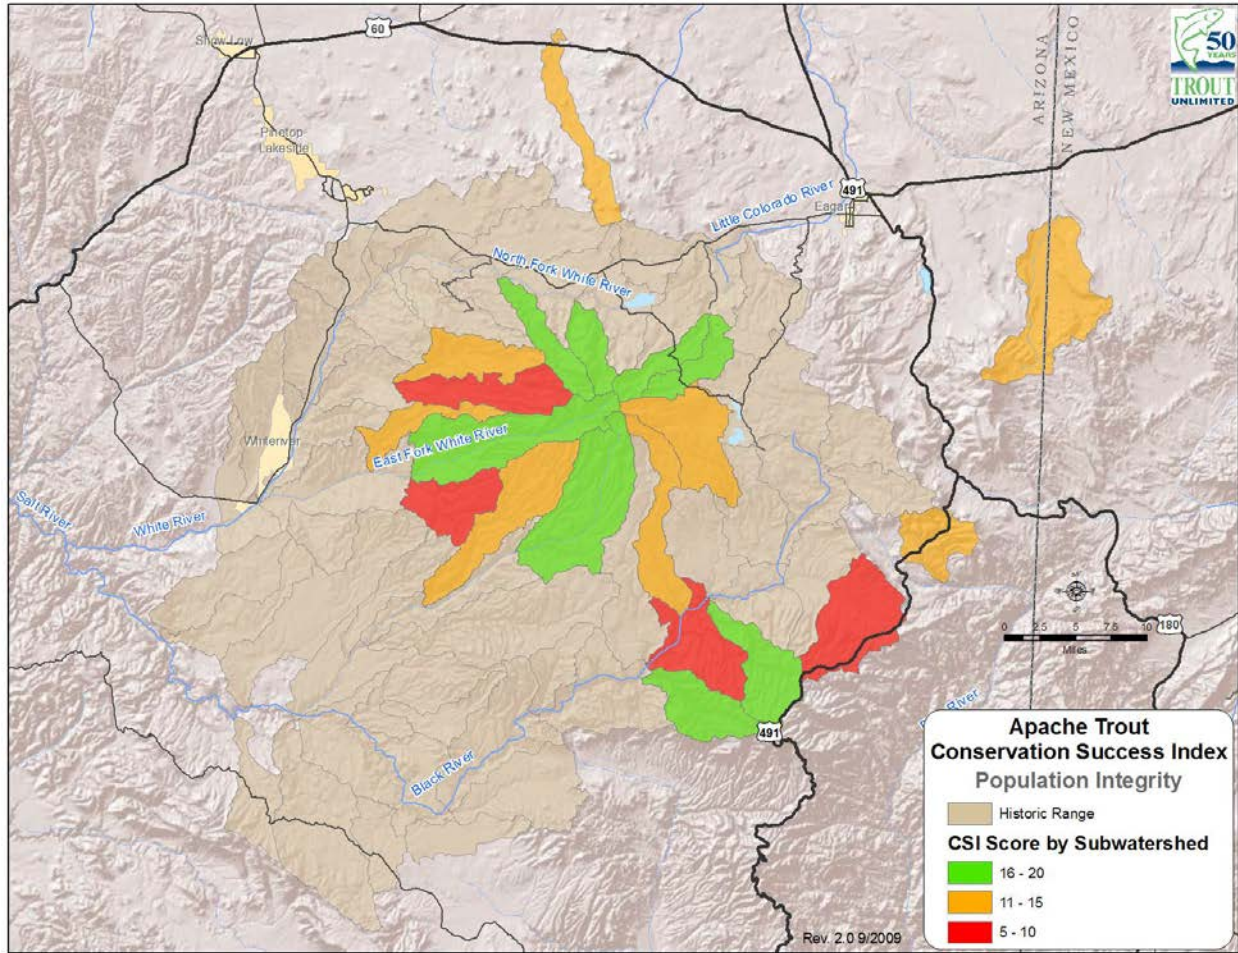 60
Show Low
50
YEARS
TROUT
UNLIMITED
ARIZONA
NEW MEXICO
Pinetop-
Lakeside
491
Eagar
Little Colorado River
North Fork White River
Whiteriver
East Fork White River
Salt River
White River
0 2.5 5 10
Miles
180
491
Black River
River
Apache Trout
Conservation Success Index
Population Integrity
Historic Range
CSI Score by Subwatershed
16 - 20
11 - 15
5 - 10
Rev. 2.0 9/2009